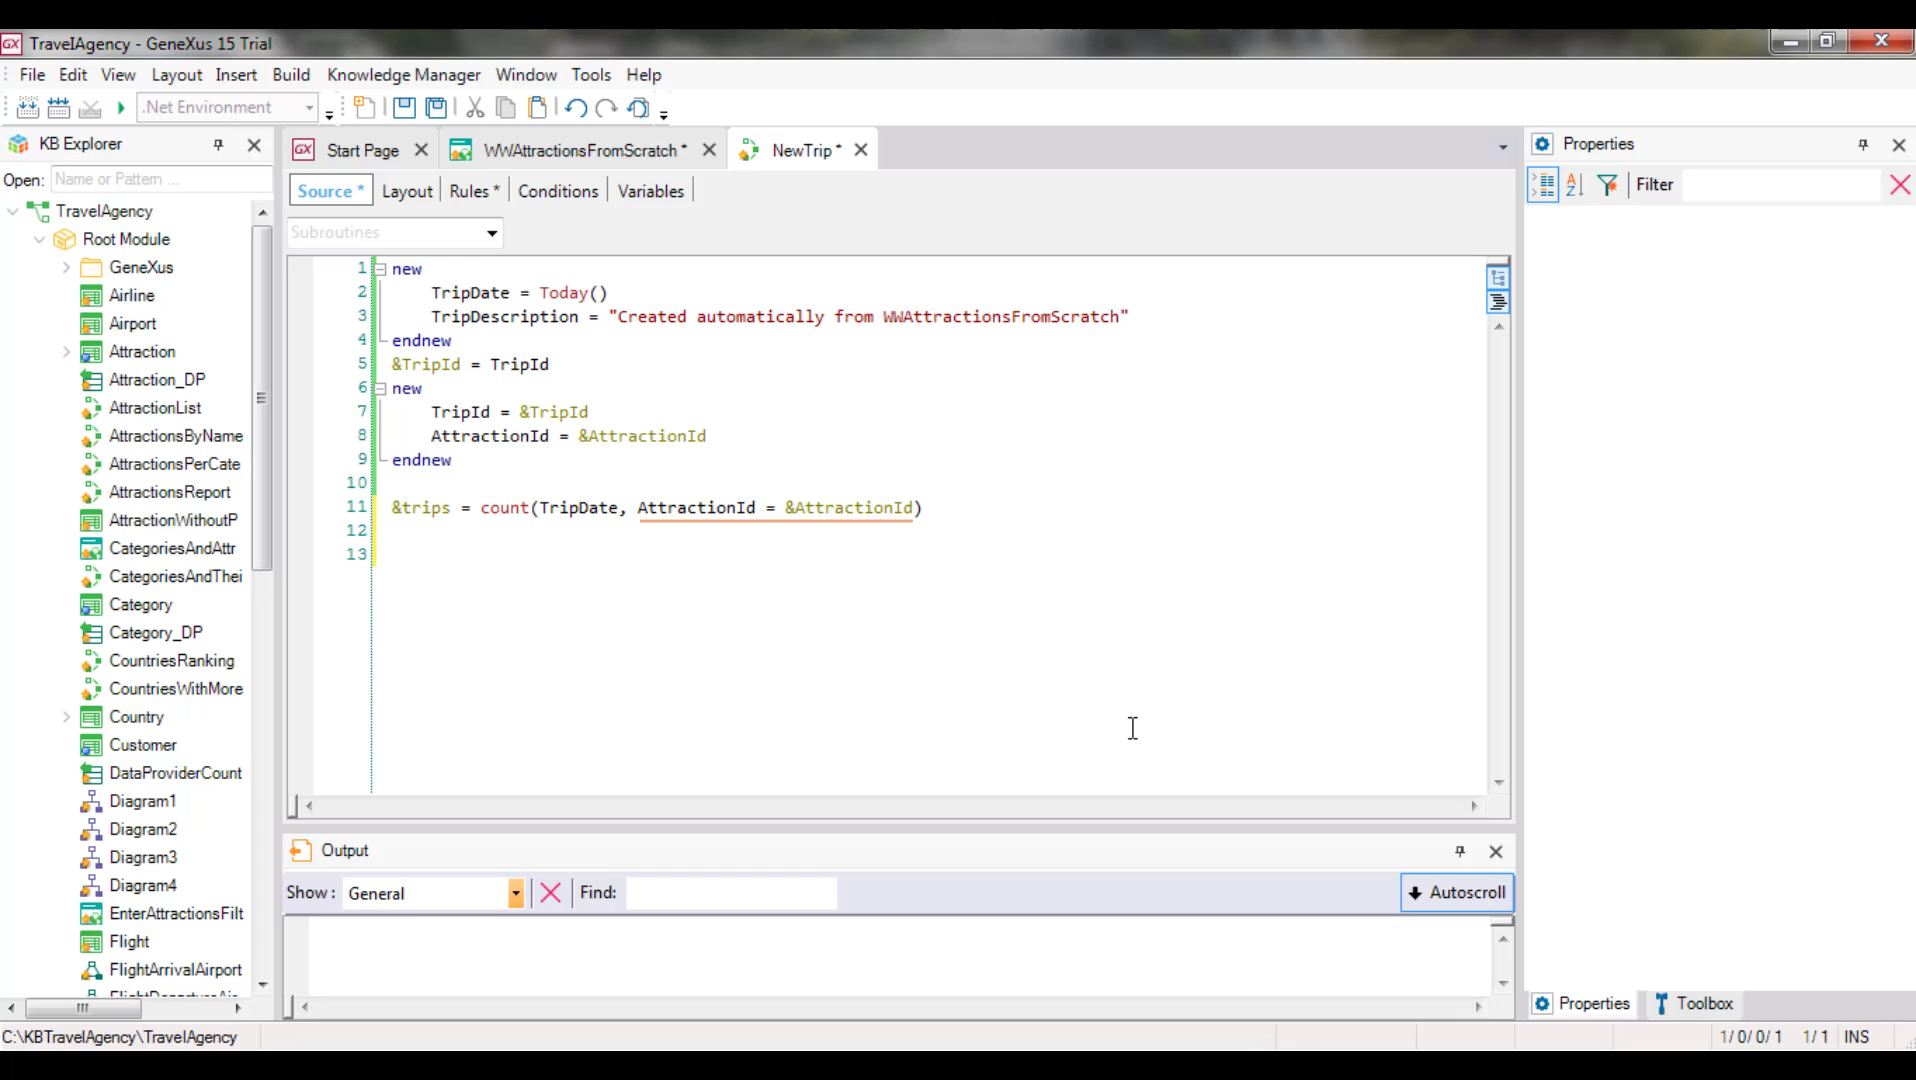 TravelAgency - GeneXus 15 Trial
File Edit View Layout Insert Build Knowledge Manager Window Tools Help
.Net Environment
KB Explorer
Open: Name or Pattern ...
TravelAgency
Root Module
GeneXus
Airline
Airport
Attraction
Attraction_DP
AttractionList
AttractionsByName
AttractionsPerCate
AttractionsReport
AttractionWithoutP
CategoriesAndAttr
CategoriesAndThei
Category
Category_DP
CountriesRanking
CountriesWithMore
Country
Customer
DataProviderCount
Diagram1
Diagram2
Diagram3
Diagram4
EnterAttractionsFilt
Flight
FlightArrivalAirport
Start Page WWAttractionsFromScratch * NewTrip *
Source * Layout Rules * Conditions Variables
Subroutines
1 new
2 TripDate = Today()
3 TripDescription = "Created automatically from WWAttractionsFromScratch"
4 endnew
5 &TripId = TripId
6 new
7 TripId = &TripId
8 AttractionId = &AttractionId
9 endnew
10
11 &trips = count(TripDate, AttractionId = &AttractionId)
12
13
Output
Show : General Find: Autoscroll
Properties
Filter
Properties Toolbox
C:\KBTravelAgency\TravelAgency 1/ 0/ 0/ 1 1/ 1 INS